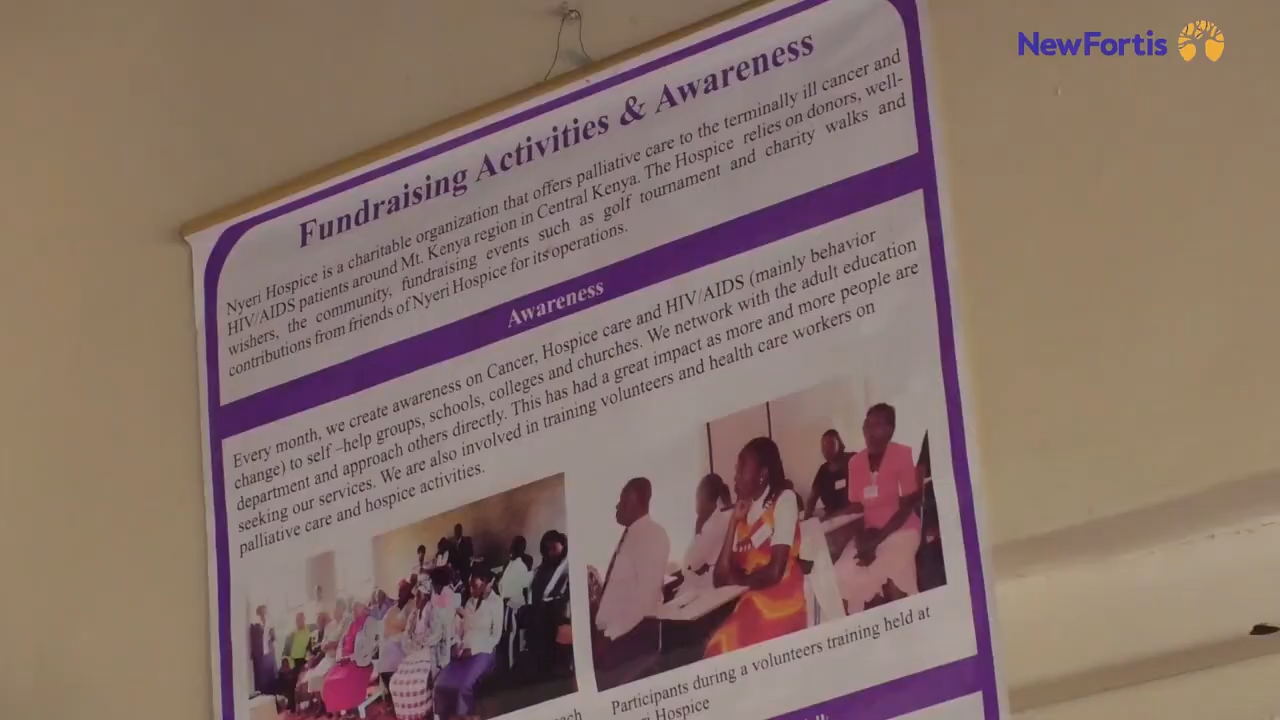 NewFortis
Fundraising Activities & Awareness
Nyeri Hospice is a charitable organization that offers palliative care to the terminally ill cancer and
HIV/AIDS patients around Mt. Kenya region in Central Kenya. The Hospice relies on donors, well-
wishers, the community, fundraising events such as golf tournament and charity walks and
contributions from friends of Nyeri Hospice for its operations.
Awareness
Every month, we create awareness on Cancer, Hospice care and HIV/AIDS (mainly behavior
change) to self –help groups, schools, colleges and churches. We network with the adult education
department and approach others directly. This has had a great impact as more and more people are
seeking our services. We are also involved in training volunteers and health care workers on
palliative care and hospice activities.
Participants during a volunteers training held at
Hospice